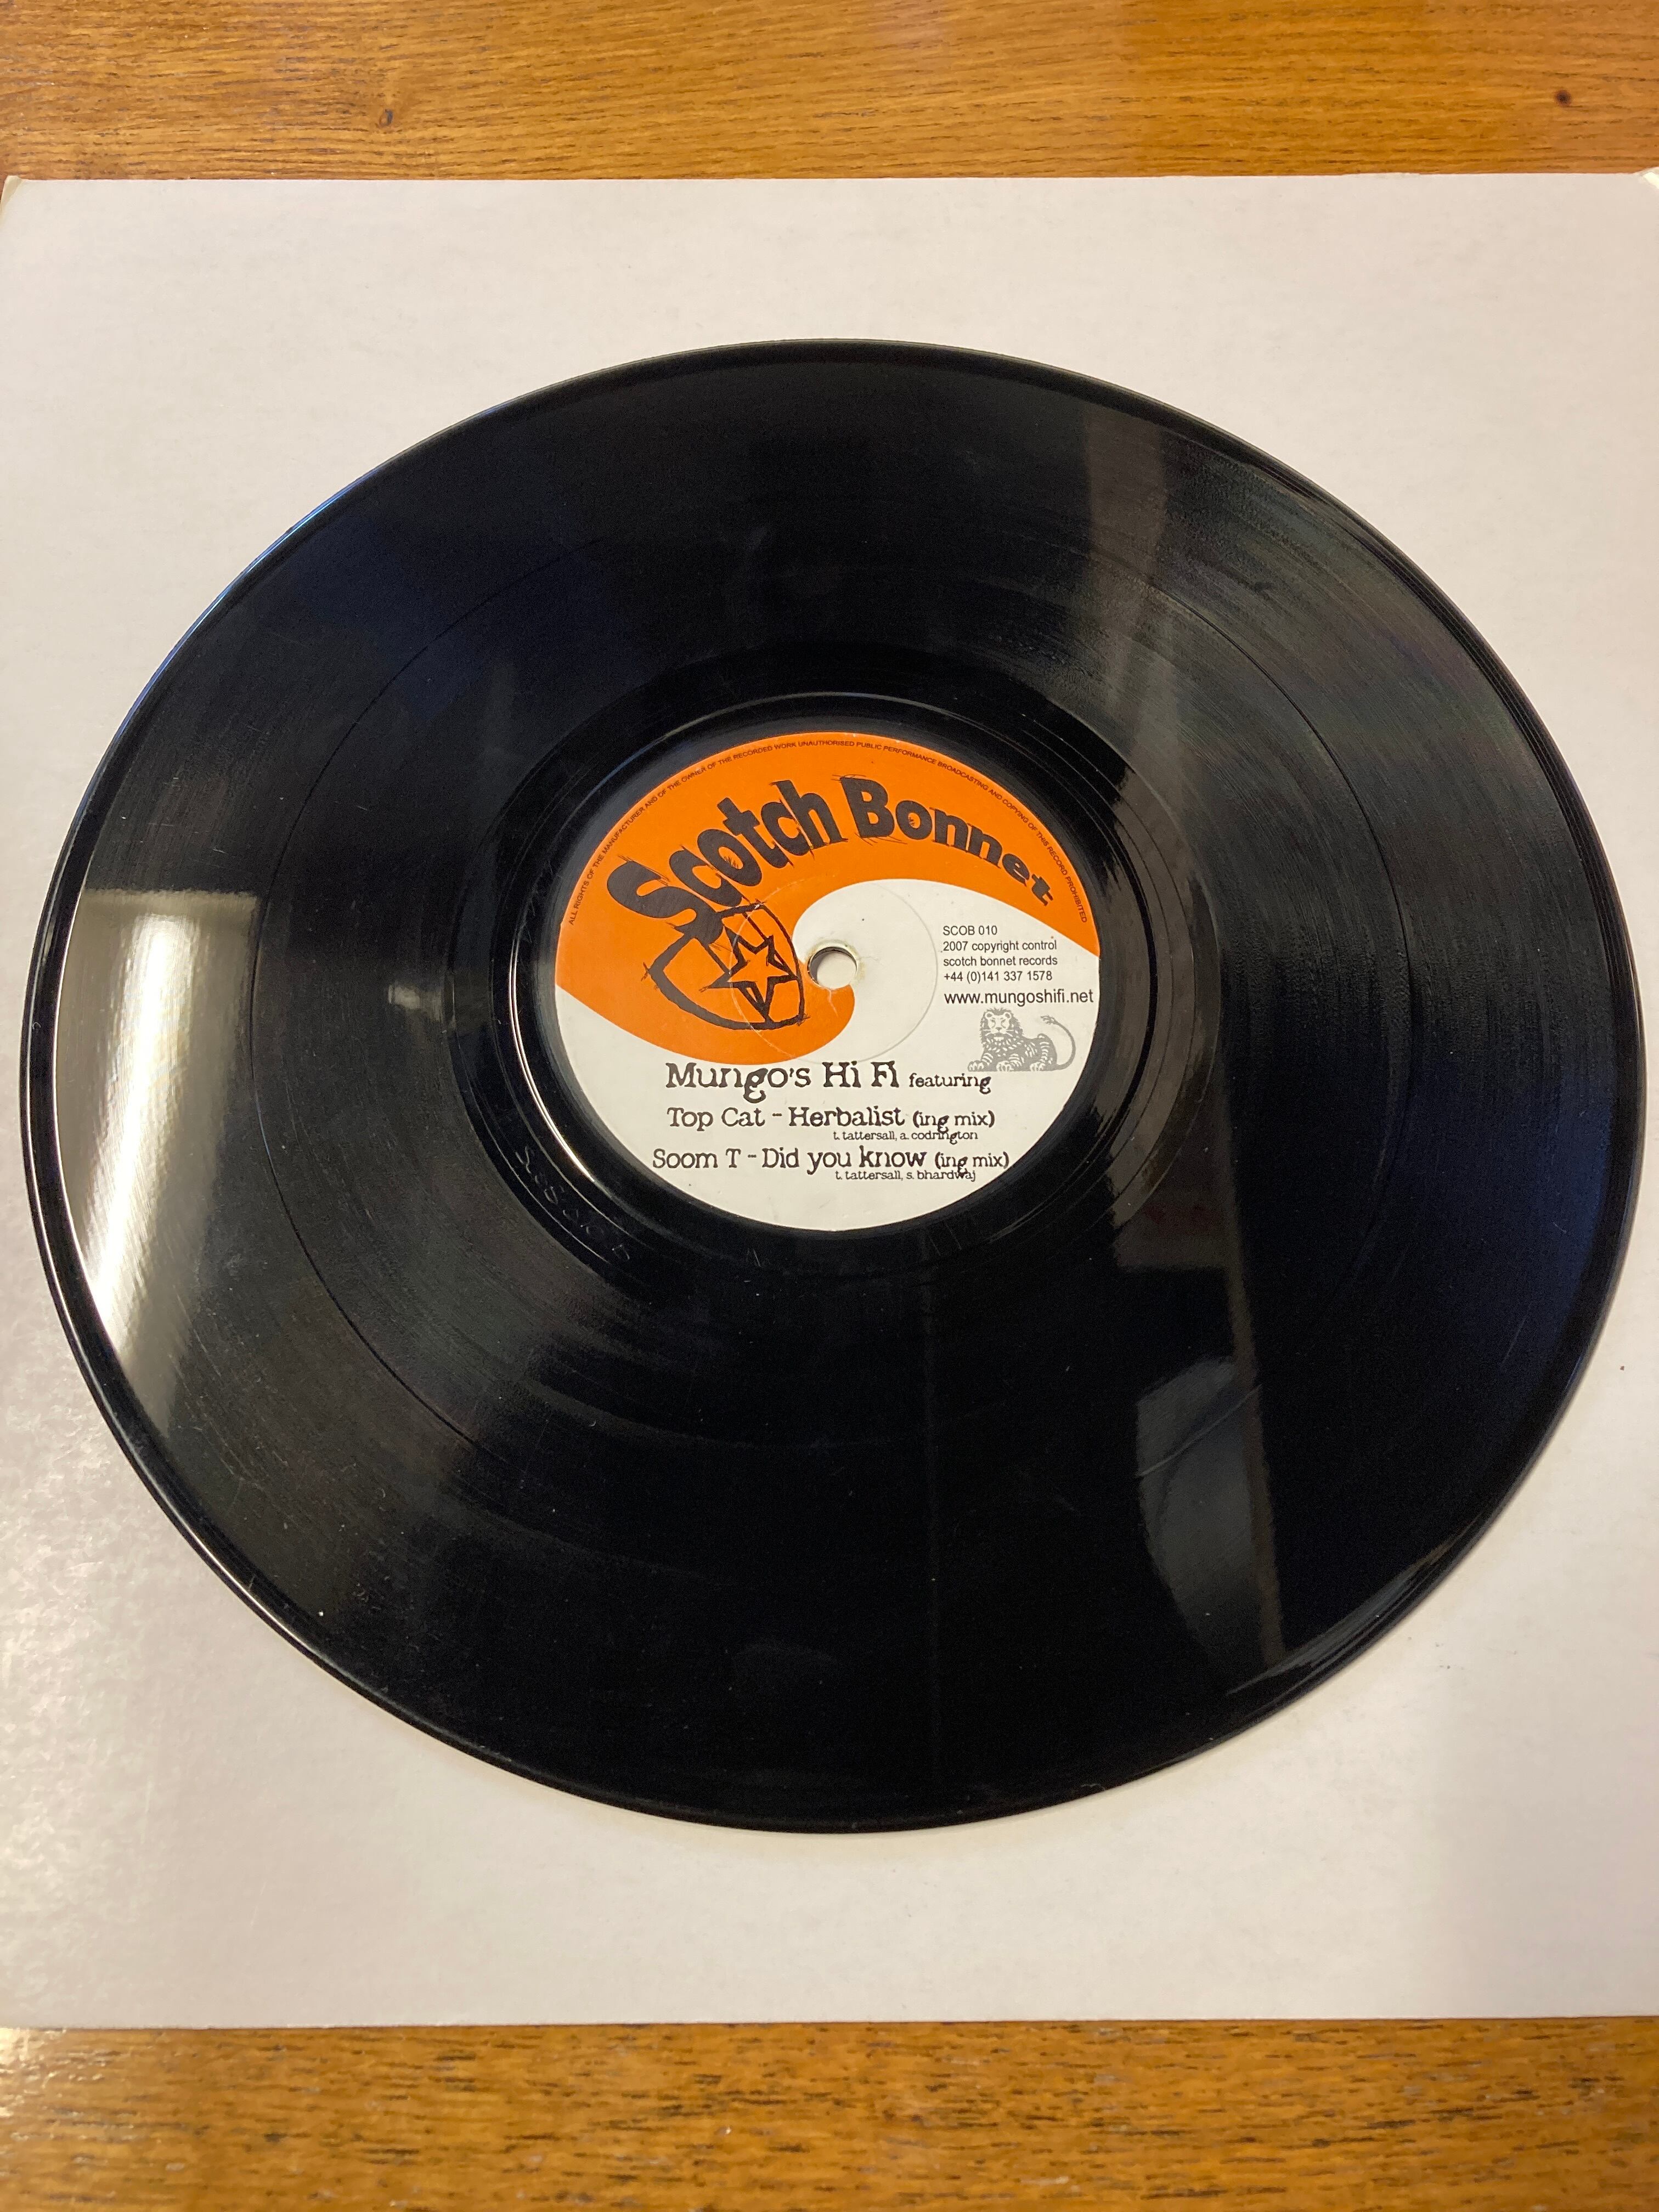 ALL RIGHTS OF THE MANUFACTURER AND OF THE OWNER OF THE RECORDED WORK UNAUTHORISED PUBLIC PERFORMANCE BROADCASTING AND COPYING OF THIS RECORD PROHIBITED
Scotch Bonnet
SCOB 010
2007 copyright control
scotch bonnet records
+44 (0)141 337 1578
www.mungoshifi.net
Mungo's Hi Fi featuring
Top Cat - Herbalist (ing mix)
t. tattersall, a. codrington
Soom T - Did you know (ing mix)
t. tattersall, s. bhardwaj